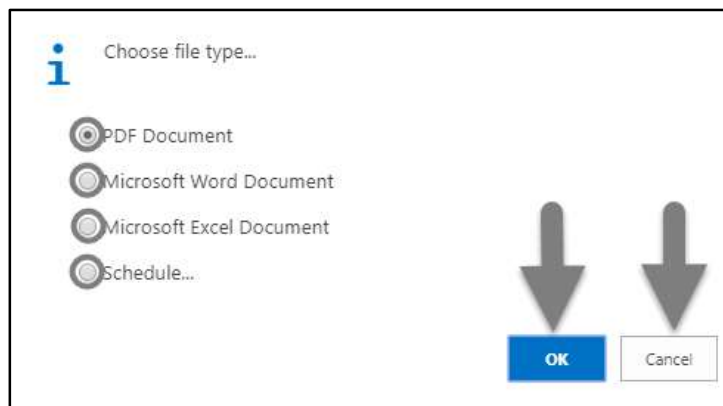 Choose file type...
PDF Document
Microsoft Word Document
Microsoft Excel Document
Schedule...
OK
Cancel